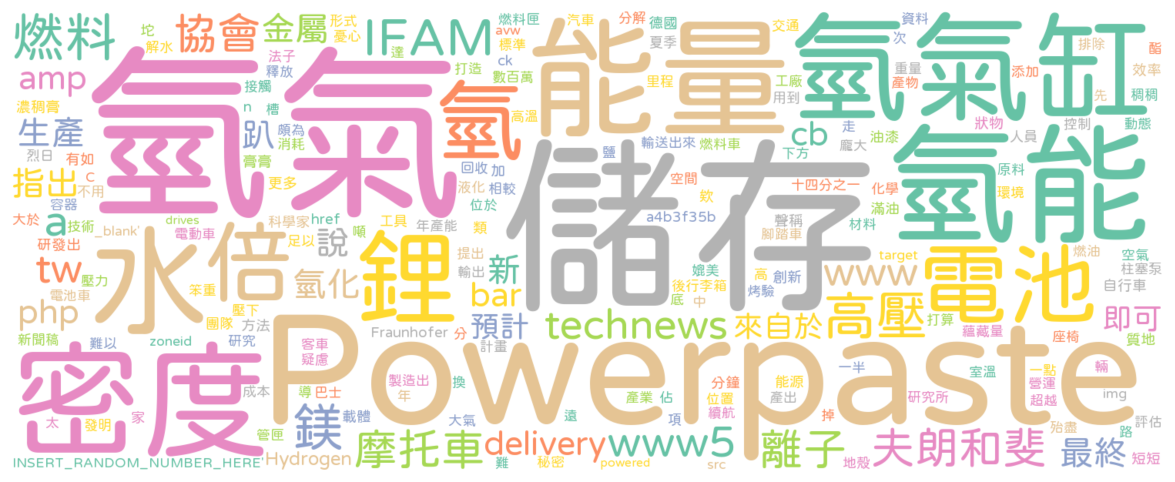 燃料
坨
解水
協會
金屬
形式
憂心
IFAM
達
燃料匣
avw
標準
ck
數百萬
汽車
夏季
分解
德國
能量
交通
資料
次
氫氣缸
排除
酯
效率
稠稠
amp
法子
釋放
接觸
打造
里程
工廠
重量
產物
用到
添加
先
濃稠膏
n
槽
氫氣
氫
高溫
狀物
控制
動態
生產
趴
頗為
消耗
膏膏
輸送出來
燃料車
cb
走
油漆
龐大
下方
人員
氫能
烈日
有如
c
不用
指出
容器
更多
回收
加
鹽
液化
相較
位於
空間
欸
十四分之一
化學
滿油
原料
環境
儲存
大於
a
技術
_blank'
drives
電動車
研發出
科學家
href
工具
足以
噸
年產能
類
a4b3f35b
聲稱
腳踏車
材料
水
倍
說
鋰
提出
輸出
新
媲美
後行李箱
底
中
高
創新
烤驗
www
target
電池
燃油
空氣
柱塞泵
自行車
tw
壓力
電池車
笨重
氫化
bar
php
壓下
團隊
方法
Fraunhofer
分
預計
technews
來自於
高壓
打算
蘊藏量
即可
質地
新聞稿
難以
zoneid
研究
計畫
Powerpaste
座椅
輛
密度
客車
疑慮
成本
導
巴士
製造出
年
換
產業
佔
分鐘
位置
續航
能源
產出
一半
室溫
一點
營運
超越
研究所
img
太
發明
家
鎂
載體
大氣
遠
項
掉
殆盡
評估
路
管匣
INSERT_RANDOM_NUMBER_HERE'
Hydrogen
摩托車
delivery
難
秘密
powered
www5
src
離子
地殼
夫朗和斐
最終
短短